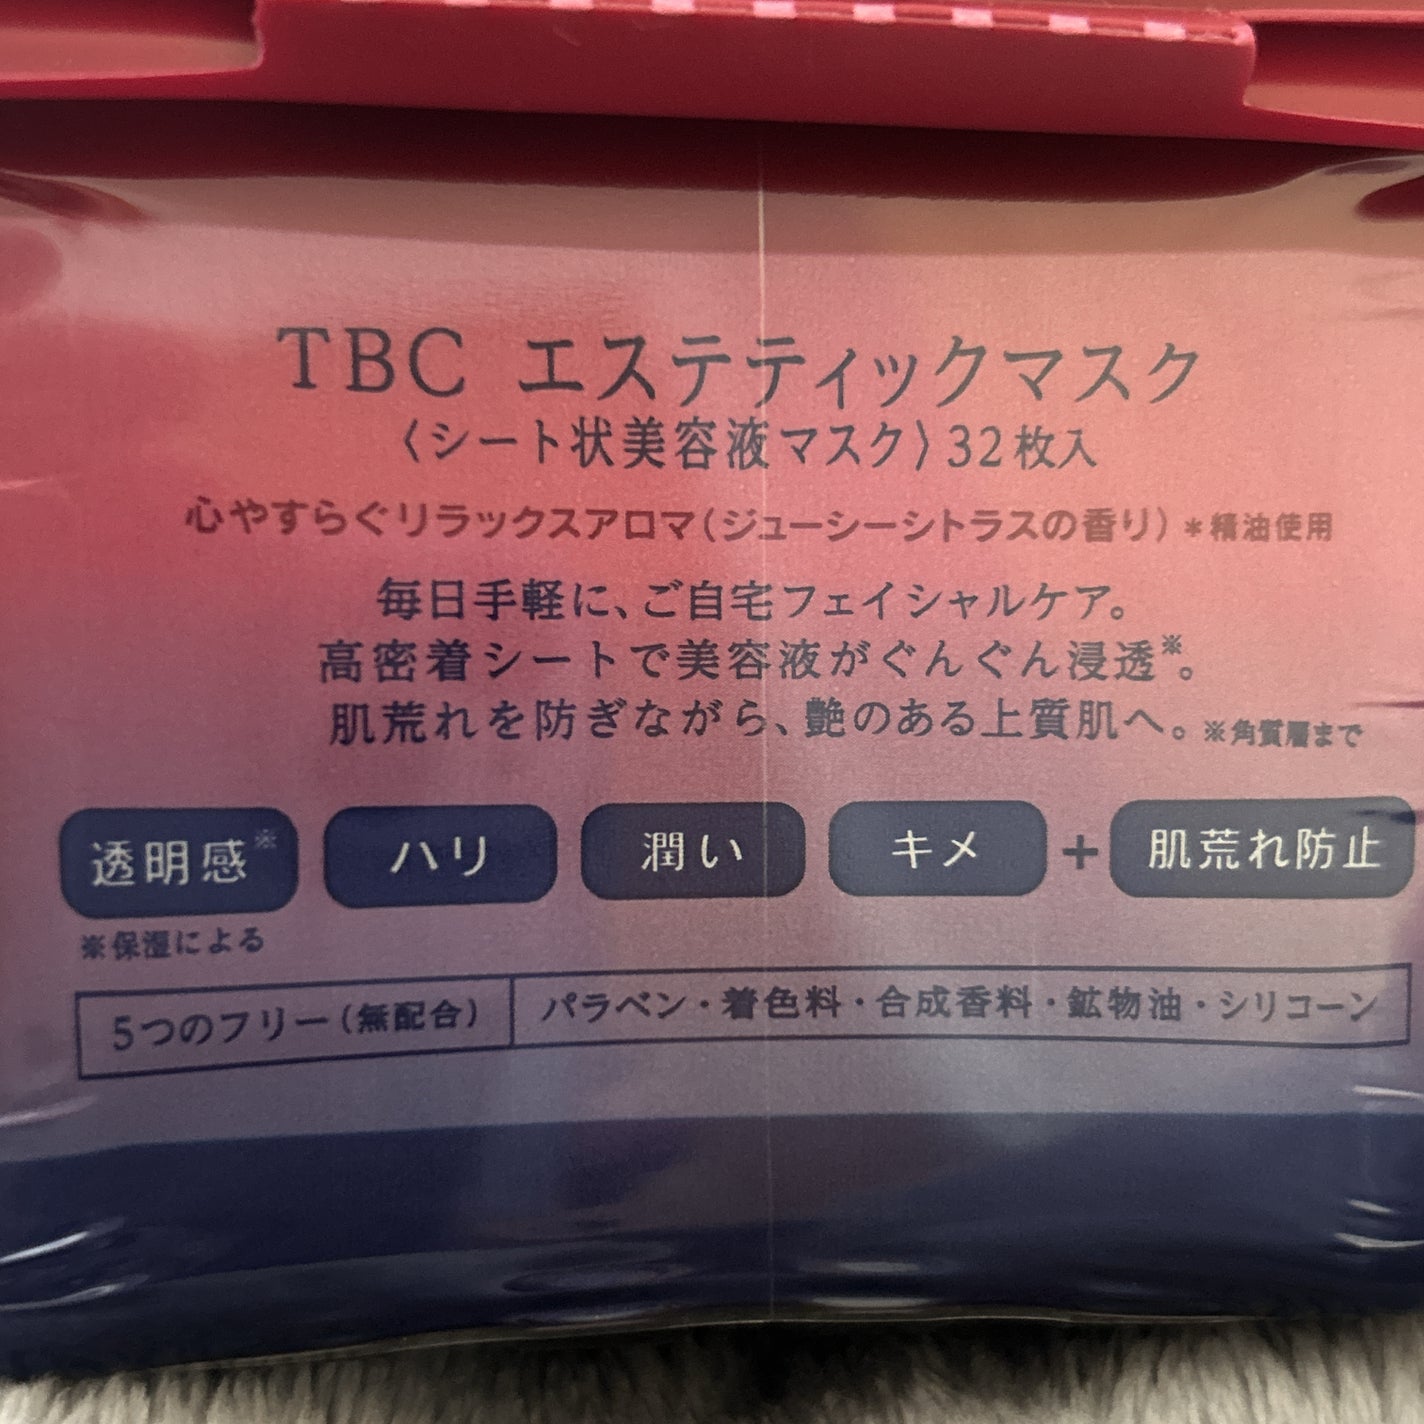 TBC エステティックマスク
〈シート状美容液マスク〉32枚入
心やすらぐリラックスアロマ(ジューシーシトラスの香り)*精油使用
毎日手軽に、ご自宅フェイシャルケア。
高密着シートで美容液がぐんぐん浸透※。
肌荒れを防ぎながら、艶のある上質肌へ。※角質層まで
透明感※ ハリ 潤い キメ + 肌荒れ防止
※保湿による
5つのフリー(無配合) パラベン・着色料・合成香料・鉱物油・シリコーン